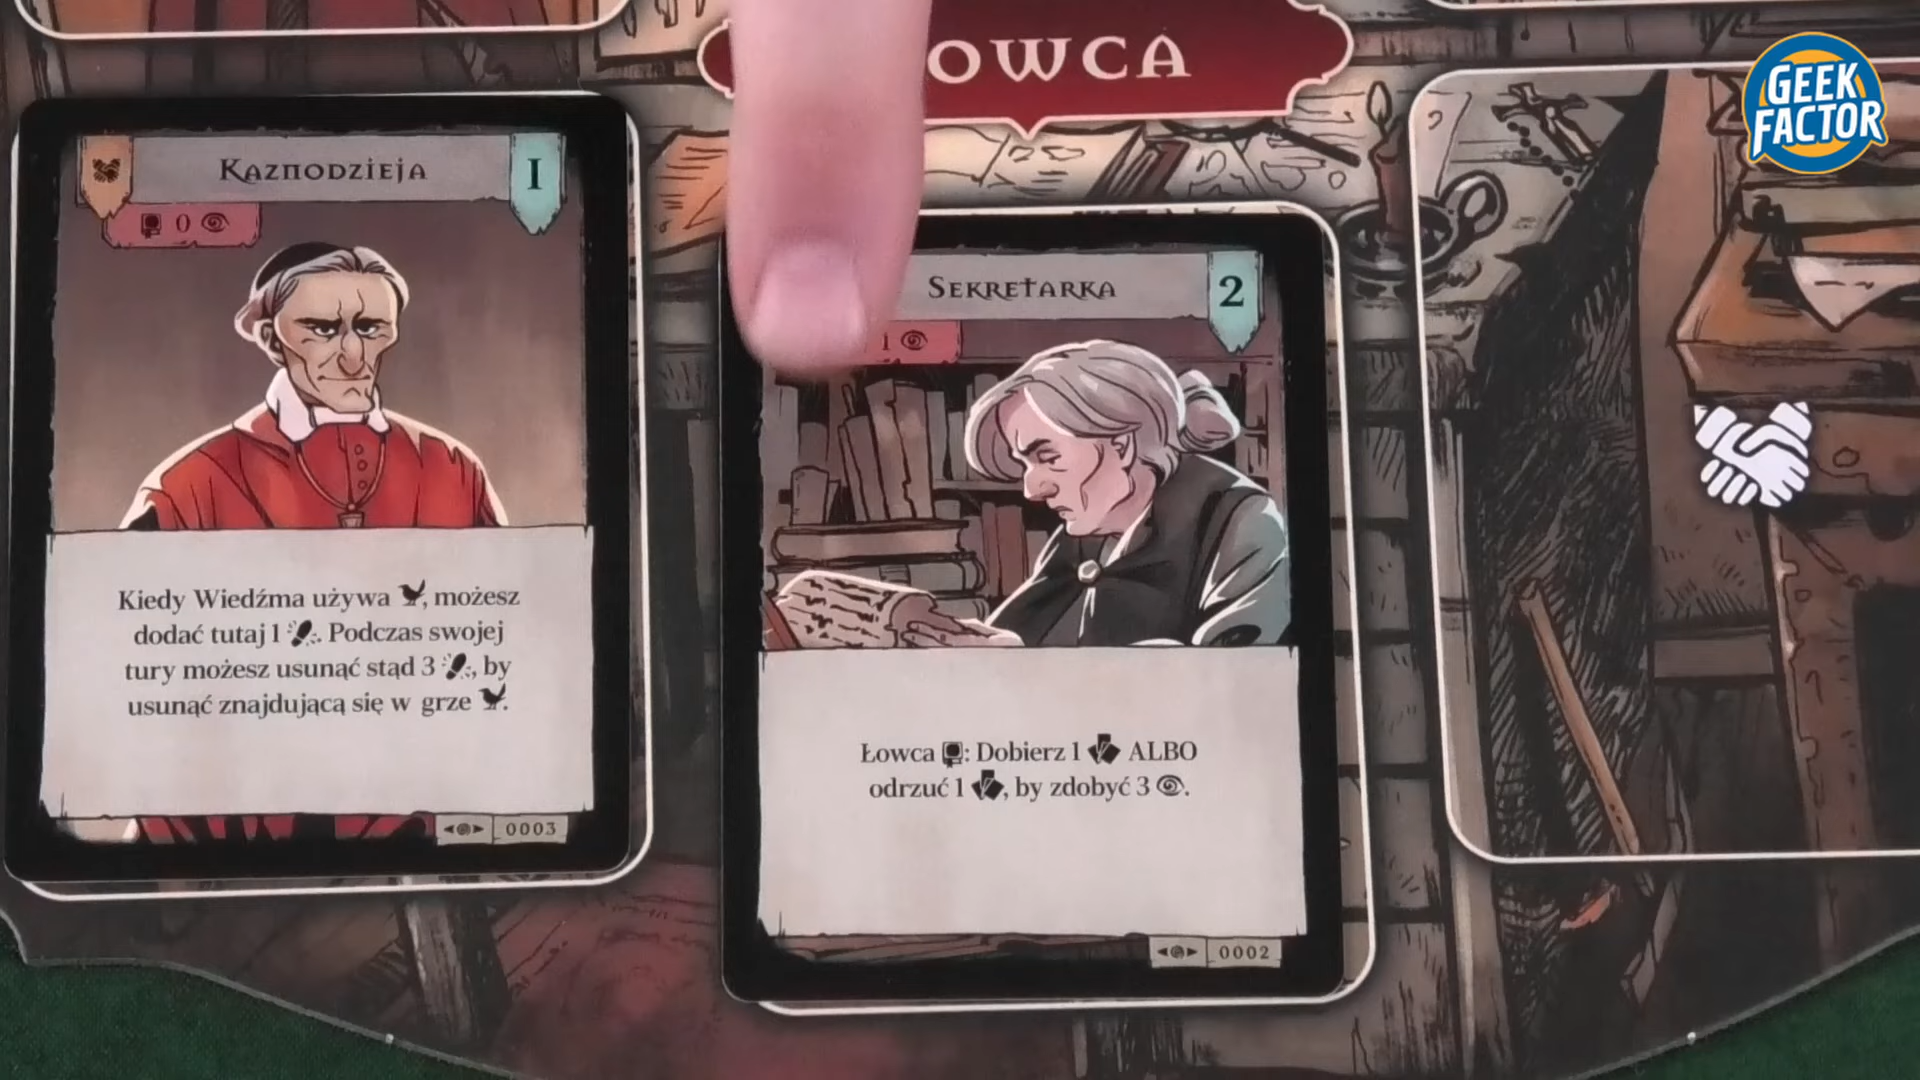 OWCA
GEEK
FACTOR
Kaznodzieja
1
0
Kiedy Wiedźma używa , możesz
dodać tutaj 1 . Podczas swojej
tury możesz usunąć stąd 3 , by
usunąć znajdującą się w grze .
0003
Sekretarka
2
1
Łowca : Dobierz 1 ALBO
odrzuć 1 , by zdobyć 3 .
0002